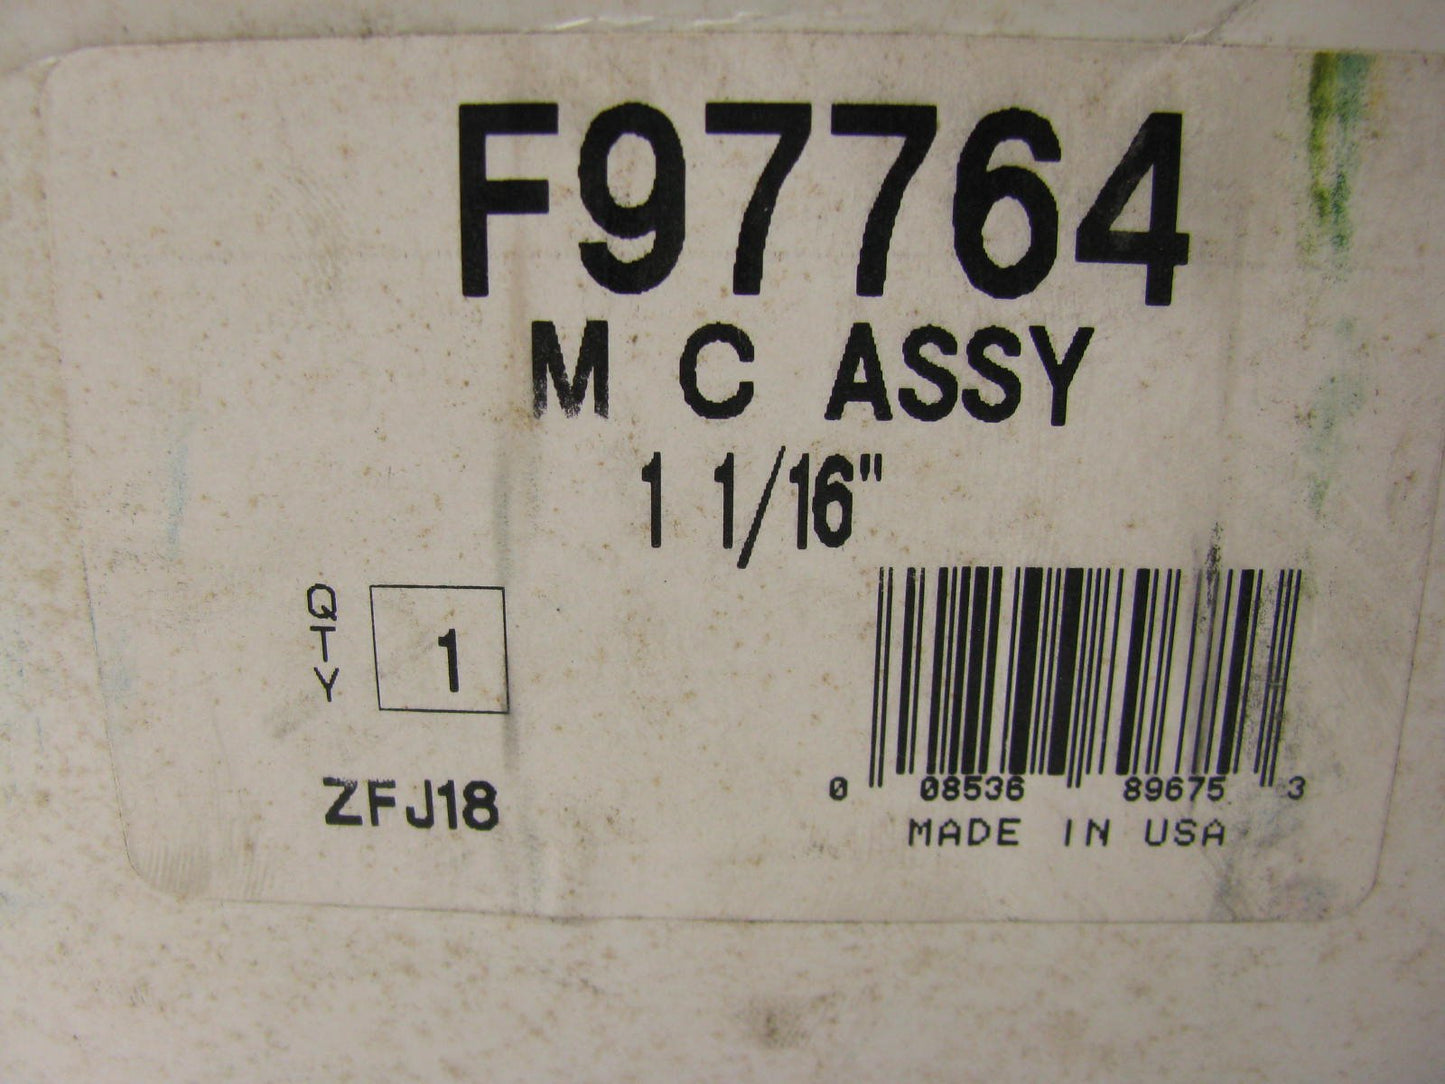 F97764
M C ASSY
1 1/16"
QTY
1
ZFJ18
0 08536 89675 3
MADE IN USA